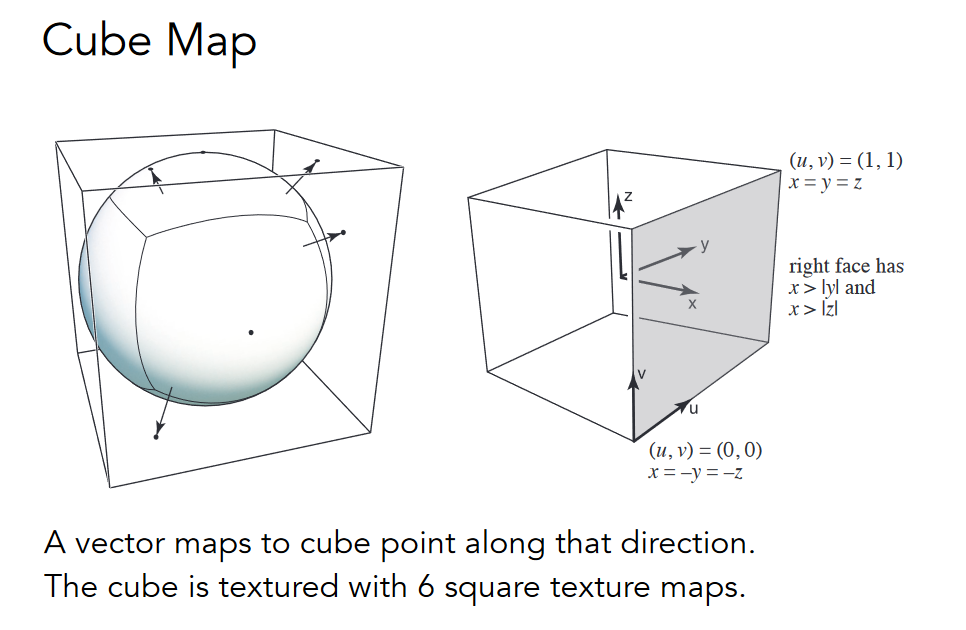 Cube Map
(u, v) = (1, 1)
x = y = z
z
y
x
right face has
x > |y| and
x > |z|
v
u
(u, v) = (0, 0)
x = –y = –z
A vector maps to cube point along that direction.
The cube is textured with 6 square texture maps.